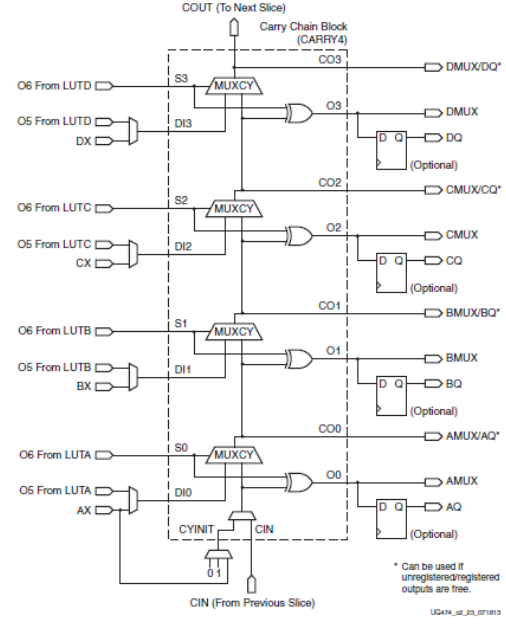 COUT (To Next Slice)
Carry Chain Block
(CARRY4)
CO3
DMUX/DQ*
O6 From LUTD
S3
MUXCY
O3
DMUX
O5 From LUTD
DI3
DX
D Q
DQ
(Optional)
CO2
CMUX/CQ*
O6 From LUTC
S2
MUXCY
O2
CMUX
O5 From LUTC
DI2
CX
D Q
CQ
(Optional)
CO1
BMUX/BQ*
O6 From LUTB
S1
MUXCY
O1
BMUX
O5 From LUTB
DI1
BX
D Q
BQ
(Optional)
CO0
AMUX/AQ*
O6 From LUTA
S0
MUXCY
O0
AMUX
O5 From LUTA
DI0
AX
D Q
AQ
CYINIT
CIN
(Optional)
0 1
* Can be used if
unregistered/registered
outputs are free.
CIN (From Previous Slice)
UG474_c2_23_071813